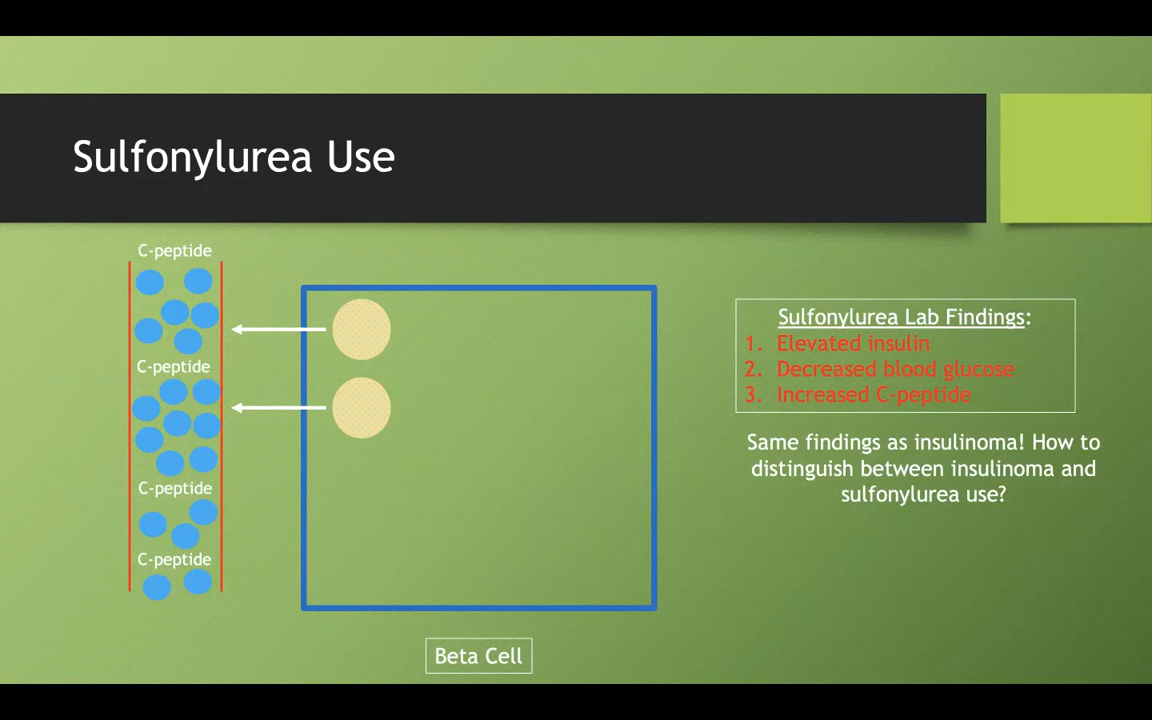 Sulfonylurea Use
C-peptide
C-peptide
C-peptide
C-peptide
Beta Cell
Sulfonylurea Lab Findings:
1. Elevated insulin
2. Decreased blood glucose
3. Increased C-peptide
Same findings as insulinoma! How to
distinguish between insulinoma and
sulfonylurea use?